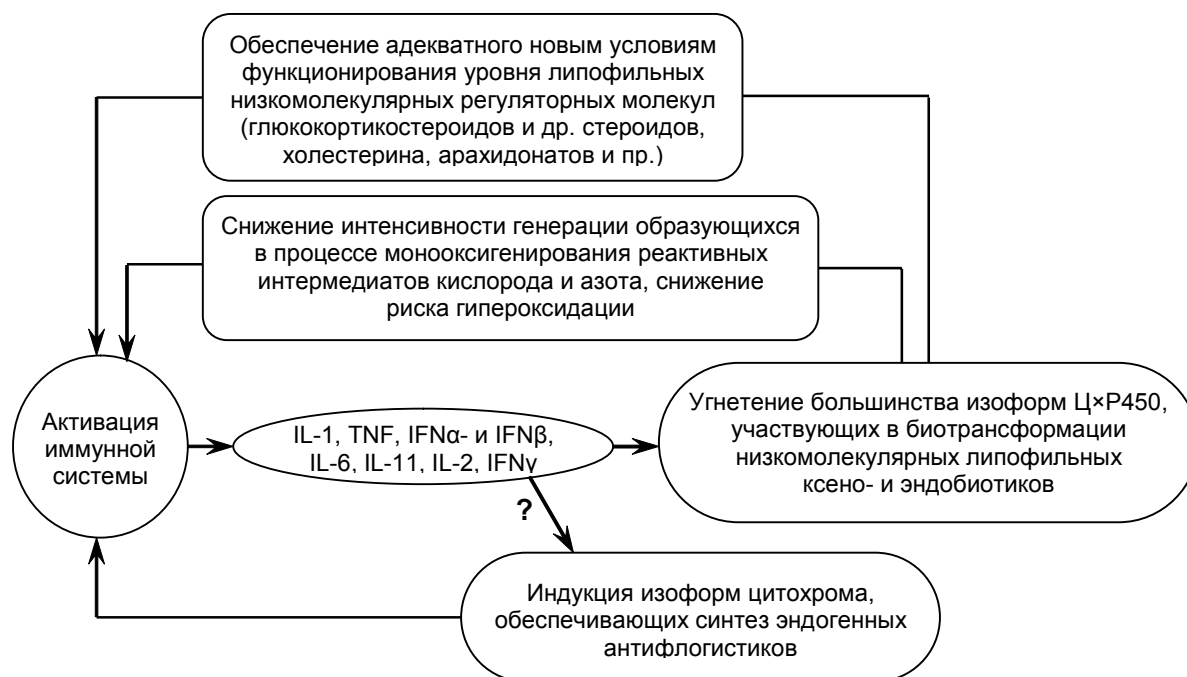 Обеспечение адекватного новым условиям
функционирования уровня липофильных
низкомолекулярных регуляторных молекул
(глюкокортикостероидов и др. стероидов,
холестерина, арахидонатов и пр.)
Снижение интенсивности генерации образующихся
в процессе монооксигенирования реактивных
интермедиатов кислорода и азота, снижение
риска гипероксидации
Активация
иммунной
системы
IL-1, TNF, IFNα- и IFNβ,
IL-6, IL-11, IL-2, IFNγ
Угнетение большинства изоформ Ц×Р450,
участвующих в биотрансформации
низкомолекулярных липофильных
ксено- и эндобиотиков
?
Индукция изоформ цитохрома,
обеспечивающих синтез эндогенных
антифлогистиков